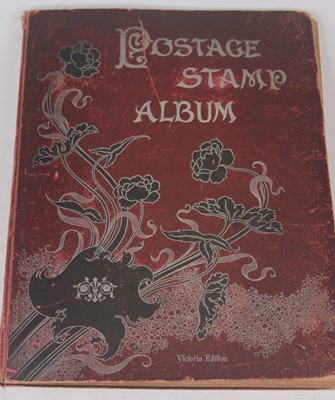 POSTAGE
STAMP
ALBUM
Victoria Edition